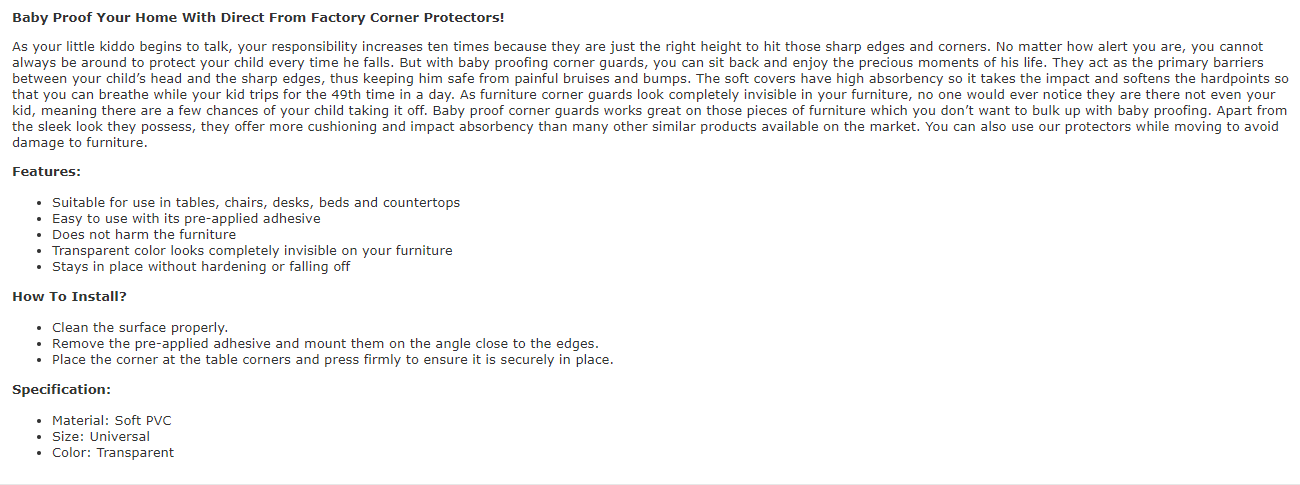 Baby Proof Your Home With Direct From Factory Corner Protectors!
As your little kiddo begins to talk, your responsibility increases ten times because they are just the right height to hit those sharp edges and corners. No matter how alert you are, you cannot
always be around to protect your child every time he falls. But with baby proofing corner guards, you can sit back and enjoy the precious moments of his life. They act as the primary barriers
between your child’s head and the sharp edges, thus keeping him safe from painful bruises and bumps. The soft covers have high absorbency so it takes the impact and softens the hardpoints so
that you can breathe while your kid trips for the 49th time in a day. As furniture corner guards look completely invisible in your furniture, no one would ever notice they are there not even your
kid, meaning there are a few chances of your child taking it off. Baby proof corner guards works great on those pieces of furniture which you don’t want to bulk up with baby proofing. Apart from
the sleek look they possess, they offer more cushioning and impact absorbency than many other similar products available on the market. You can also use our protectors while moving to avoid
damage to furniture.
Features:
• Suitable for use in tables, chairs, desks, beds and countertops
• Easy to use with its pre-applied adhesive
• Does not harm the furniture
• Transparent color looks completely invisible on your furniture
• Stays in place without hardening or falling off
How To Install?
• Clean the surface properly.
• Remove the pre-applied adhesive and mount them on the angle close to the edges.
• Place the corner at the table corners and press firmly to ensure it is securely in place.
Specification:
• Material: Soft PVC
• Size: Universal
• Color: Transparent